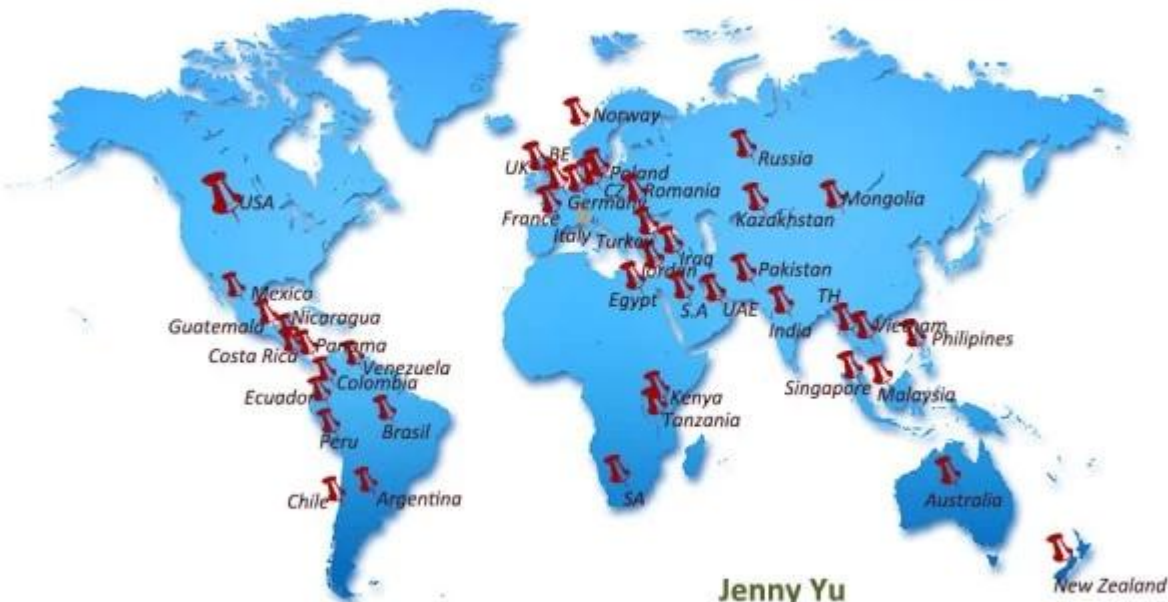 Norway
UK
BE
Poland
Russia
CZ
Romania
Germany
USA
France
Kazakhstan
Mongolia
Italy
Turkey
Iraq
Jordan
Pakistan
Mexico
Egypt
S.A
UAE
TH
Guatemala
Nicaragua
India
Vietnam
Philipines
Costa Rica
Panama
Venezuela
Singapore
Colombia
Malaysia
Ecuador
Kenya
Brasil
Tanzania
Peru
Chile
Argentina
SA
Australia
Jenny Yu
New Zealand